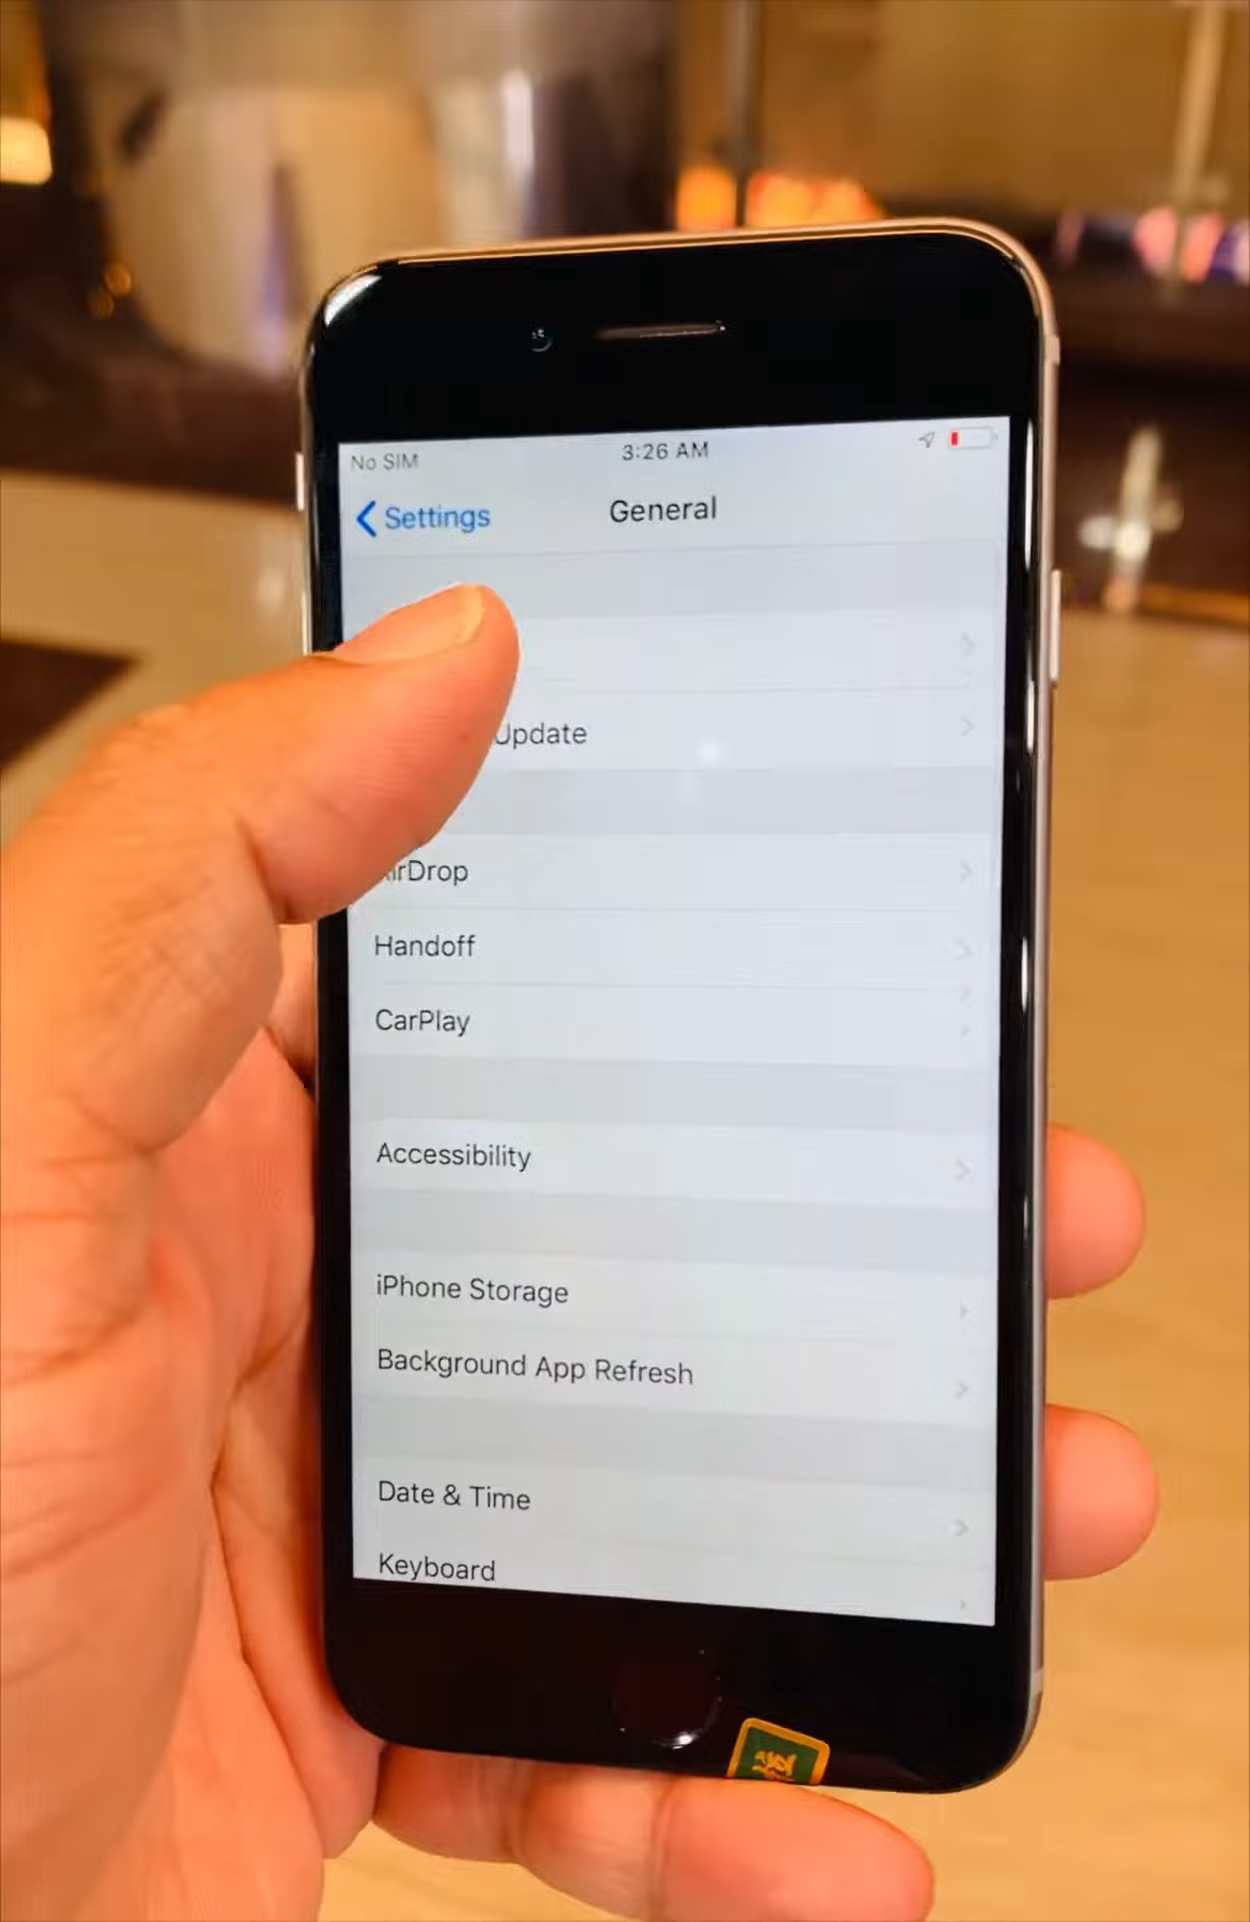 No SIM
3:26 AM
Settings
General
Update
irDrop
Handoff
CarPlay
Accessibility
iPhone Storage
Background App Refresh
Date & Time
Keyboard